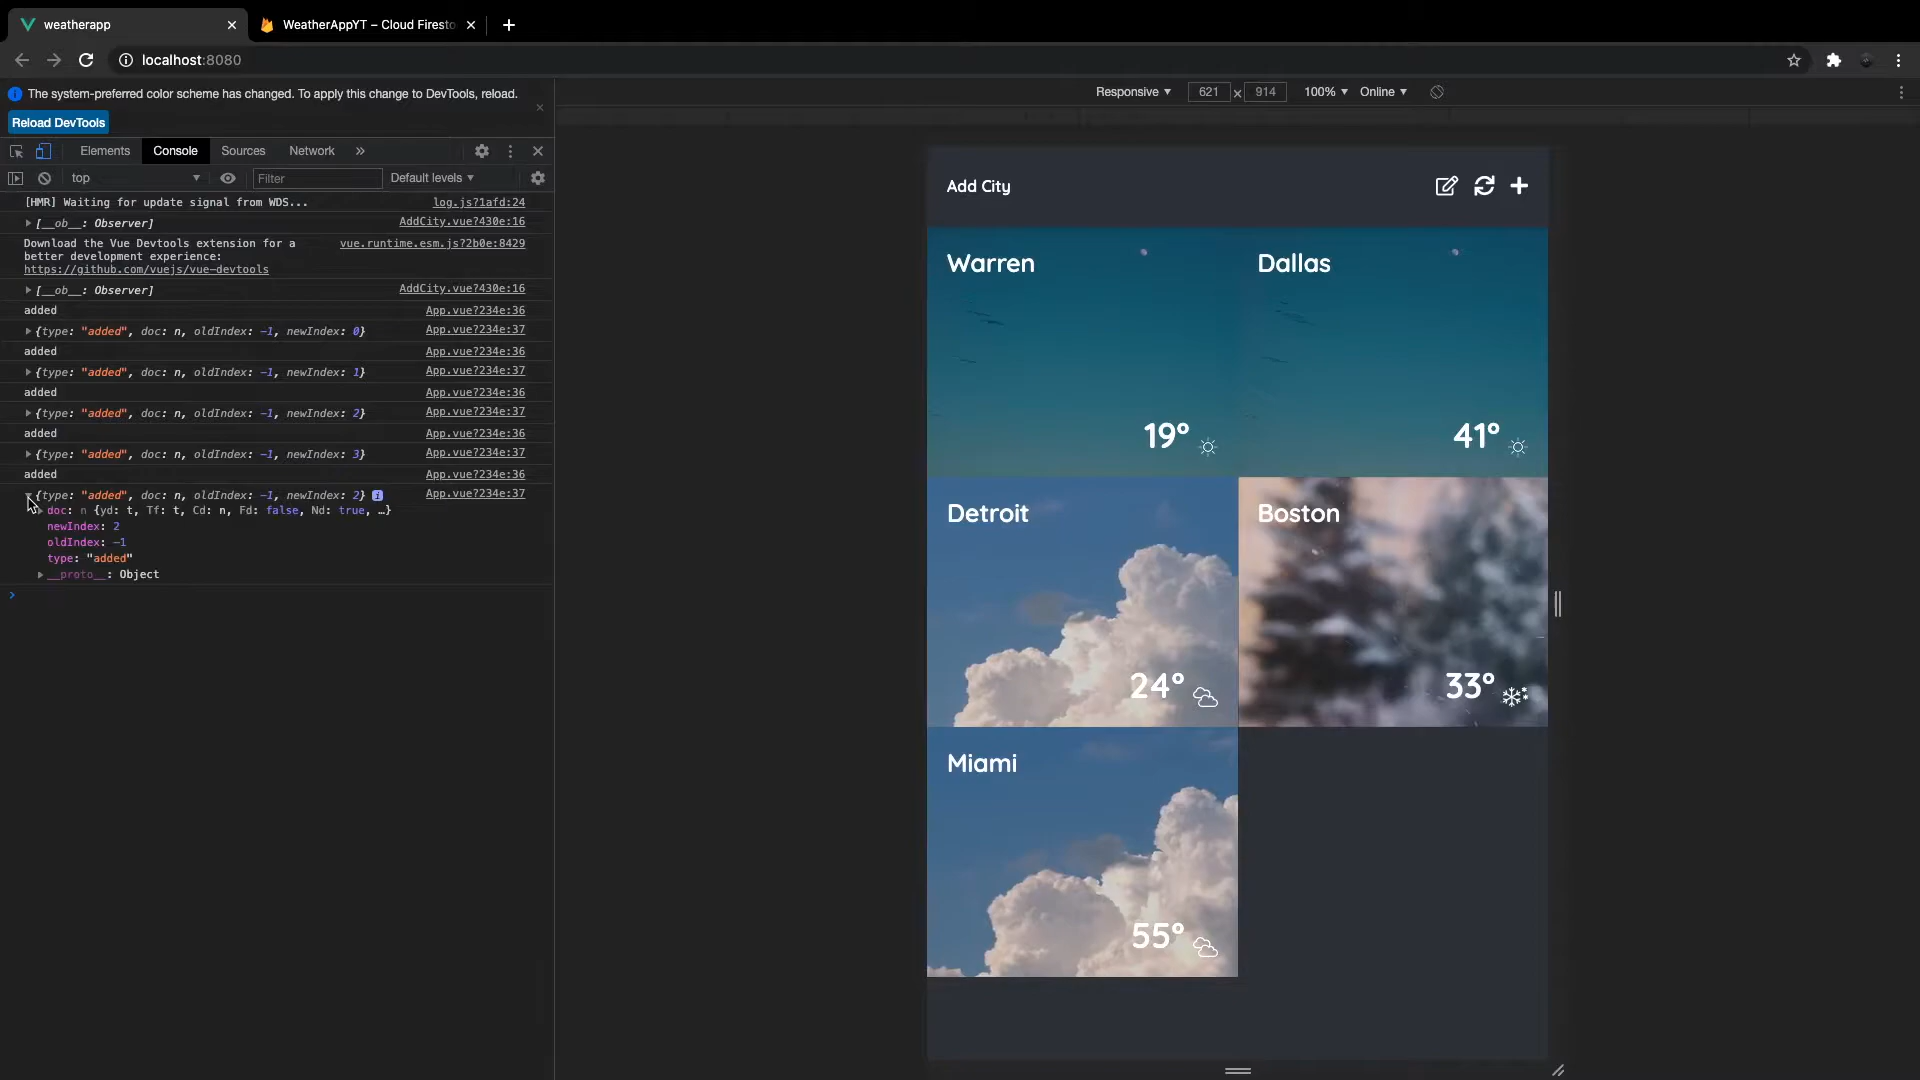 weatherapp
WeatherAppYT – Cloud Firesto
localhost:8080
The system-preferred color scheme has changed. To apply this change to DevTools, reload.
Reload DevTools
Elements Console Sources Network »
top Filter Default levels
[HMR] Waiting for update signal from WDS... log.js?1afd:24
[__ob__: Observer] AddCity.vue?430e:16
Download the Vue Devtools extension for a vue.runtime.esm.js?2b0e:8429
better development experience:
https://github.com/vuejs/vue-devtools
[__ob__: Observer] AddCity.vue?430e:16
added App.vue?234e:36
{type: "added", doc: n, oldIndex: -1, newIndex: 0} App.vue?234e:37
added App.vue?234e:36
{type: "added", doc: n, oldIndex: -1, newIndex: 1} App.vue?234e:37
added App.vue?234e:36
{type: "added", doc: n, oldIndex: -1, newIndex: 2} App.vue?234e:37
added App.vue?234e:36
{type: "added", doc: n, oldIndex: -1, newIndex: 3} App.vue?234e:37
added App.vue?234e:36
{type: "added", doc: n, oldIndex: -1, newIndex: 2} i App.vue?234e:37
doc: n {yd: t, Tf: t, Cd: n, Fd: false, Nd: true, …}
newIndex: 2
oldIndex: -1
type: "added"
__proto__: Object
Responsive 621 x 914 100% Online
Add City
Warren
19°
Dallas
41°
Detroit
24°
Boston
33°
Miami
55°